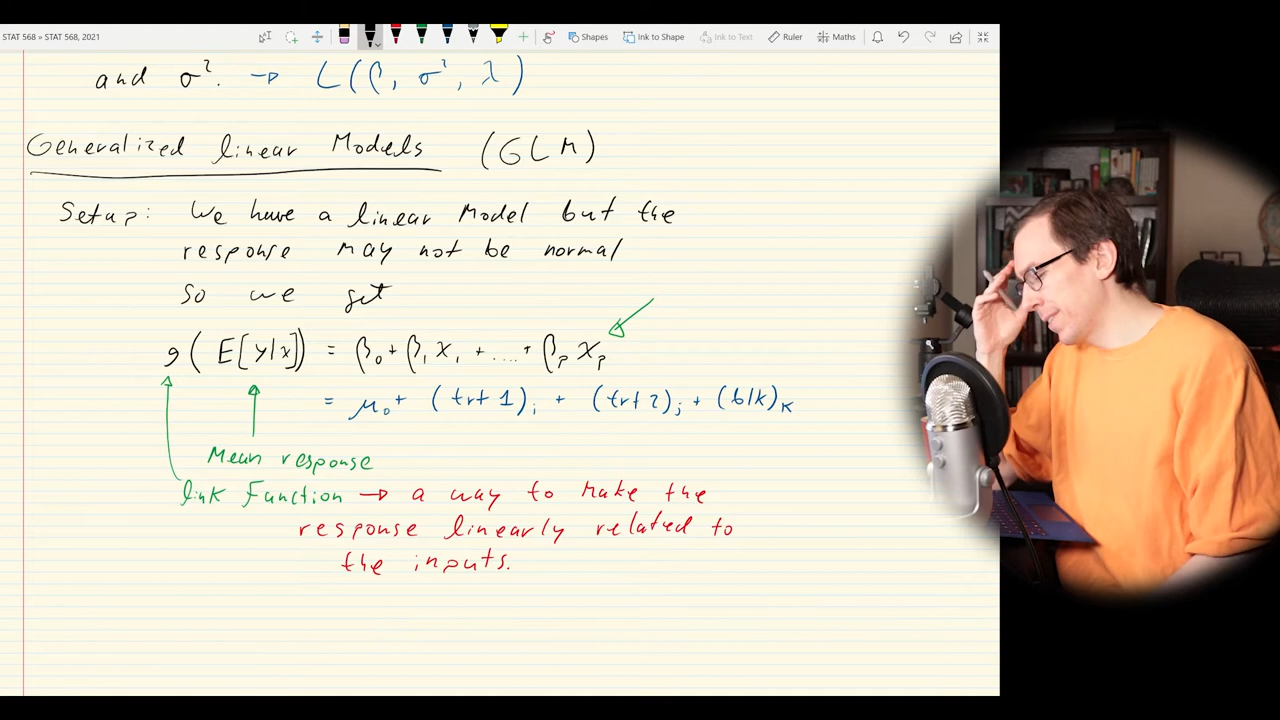 STAT 568 » STAT 568, 2021
Shapes Ink to Shape Ink to Text Ruler Maths
and σ². → L(β, σ², λ)
Generalized linear Models (GLM)
Setup: We have a linear Model but the
response may not be normal
So we get
g(E[y|x]) = β₀ + β₁x₁ + .... + βₚxₚ
= μ₀ + (trt 1)ᵢ + (trt 2)ⱼ + (blk)ₖ
Mean response
link Function → a way to make the
response linearly related to
the inputs.